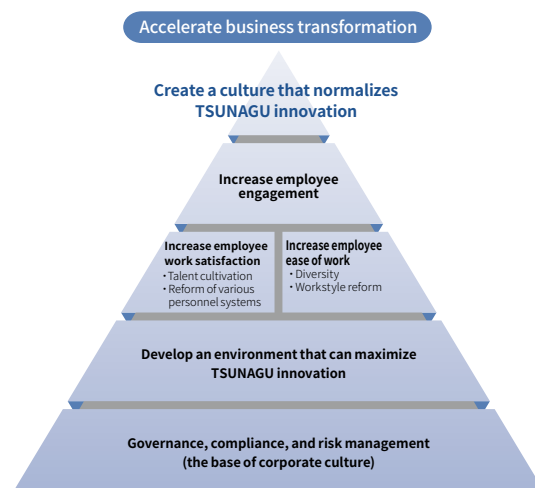 Accelerate business transformation
Create a culture that normalizes
TSUNAGU innovation
Increase employee
engagement
Increase employee
work satisfaction
・Talent cultivation
・Reform of various
personnel systems
Increase employee
ease of work
・Diversity
・Workstyle reform
Develop an environment that can maximize
TSUNAGU innovation
Governance, compliance, and risk management
(the base of corporate culture)